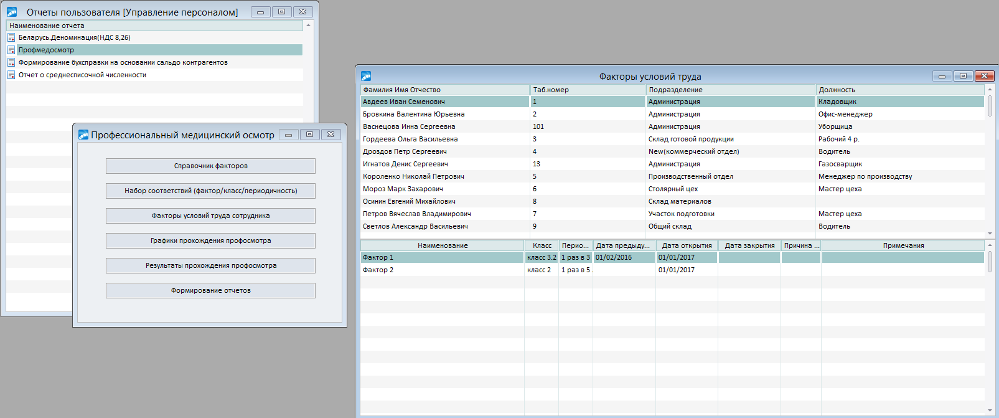 Отчеты пользователя [Управление персоналом]
Наименование отчета
Беларусь.Деноминация(НДС 8,26)
Профмедосмотр
Формирование бухсправки на основании сальдо контрагентов
Отчет о среднесписочной численности
Профессиональный медицинский осмотр
Справочник факторов
Набор соответствий (фактор/класс/периодичность)
Факторы условий труда сотрудника
Графики прохождения профосмотра
Результаты прохождения профосмотра
Формирование отчетов
Факторы условий труда
Фамилия Имя Отчество Таб.номер Подразделение Должность
Авдеев Иван Семенович 1 Администрация Кладовщик
Бровкина Валентина Юрьевна 2 Администрация Офис-менеджер
Васнецова Инна Сергеевна 101 Администрация Уборщица
Гордеева Ольга Васильевна 3 Склад готовой продукции Рабочий 4 р.
Дроздов Петр Сергеевич 4 New(коммерческий отдел) Водитель
Игнатов Денис Сергеевич 13 Администрация Газосварщик
Короленко Николай Петрович 5 Производственный отдел Менеджер по производству
Мороз Марк Захарович 6 Столярный цех Мастер цеха
Осинин Евгений Михайлович 8 Склад материалов
Петров Вячеслав Владимирович 7 Участок подготовки Мастер цеха
Светлов Александр Васильевич 9 Общий склад Водитель
Наименование Класс Перио... Дата предыду... Дата открытия Дата закрытия Причина ... Примечания
Фактор 1 класс 3.2 1 раз в 3 01/02/2016 01/01/2017
Фактор 2 класс 2 1 раз в 5 01/01/2017